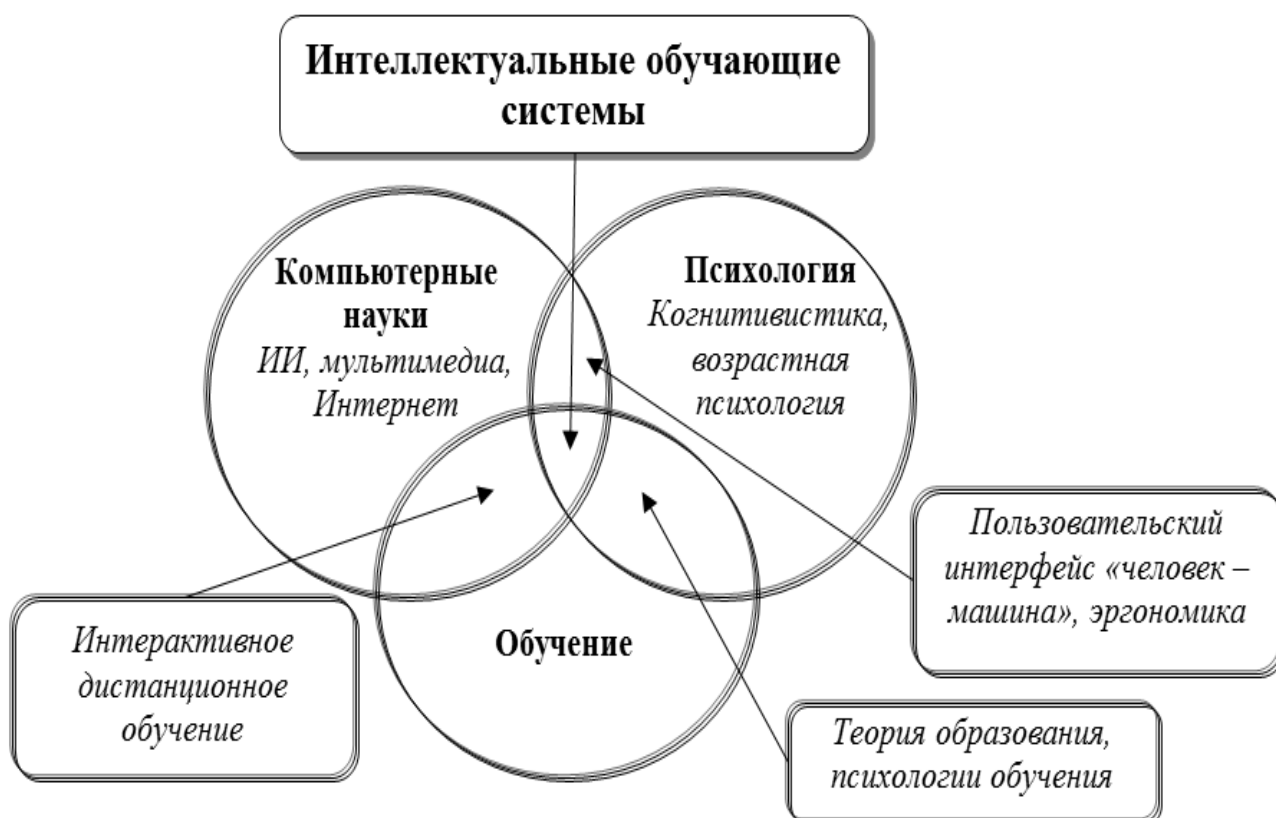 Интеллектуальные обучающие
системы
Компьютерные
науки
ИИ, мультимедиа,
Интернет
Психология
Когнитивистика,
возрастная
психология
Пользовательский
интерфейс «человек –
машина», эргономика
Обучение
Интерактивное
дистанционное
обучение
Теория образования,
психологии обучения